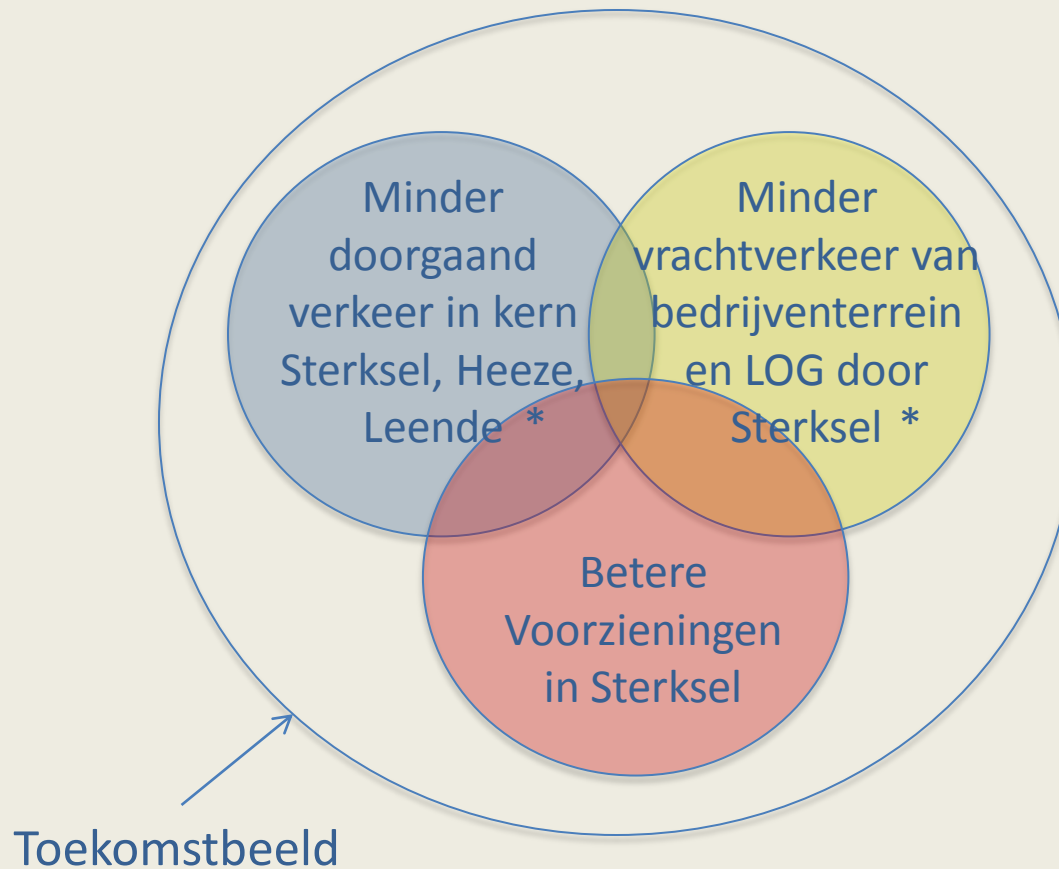 Minder
doorgaand
verkeer in kern
Sterksel, Heeze,
Leende *
Minder
vrachtverkeer van
bedrijventerrein
en LOG door
Sterksel *
Betere
Voorzieningen
in Sterksel
Toekomstbeeld